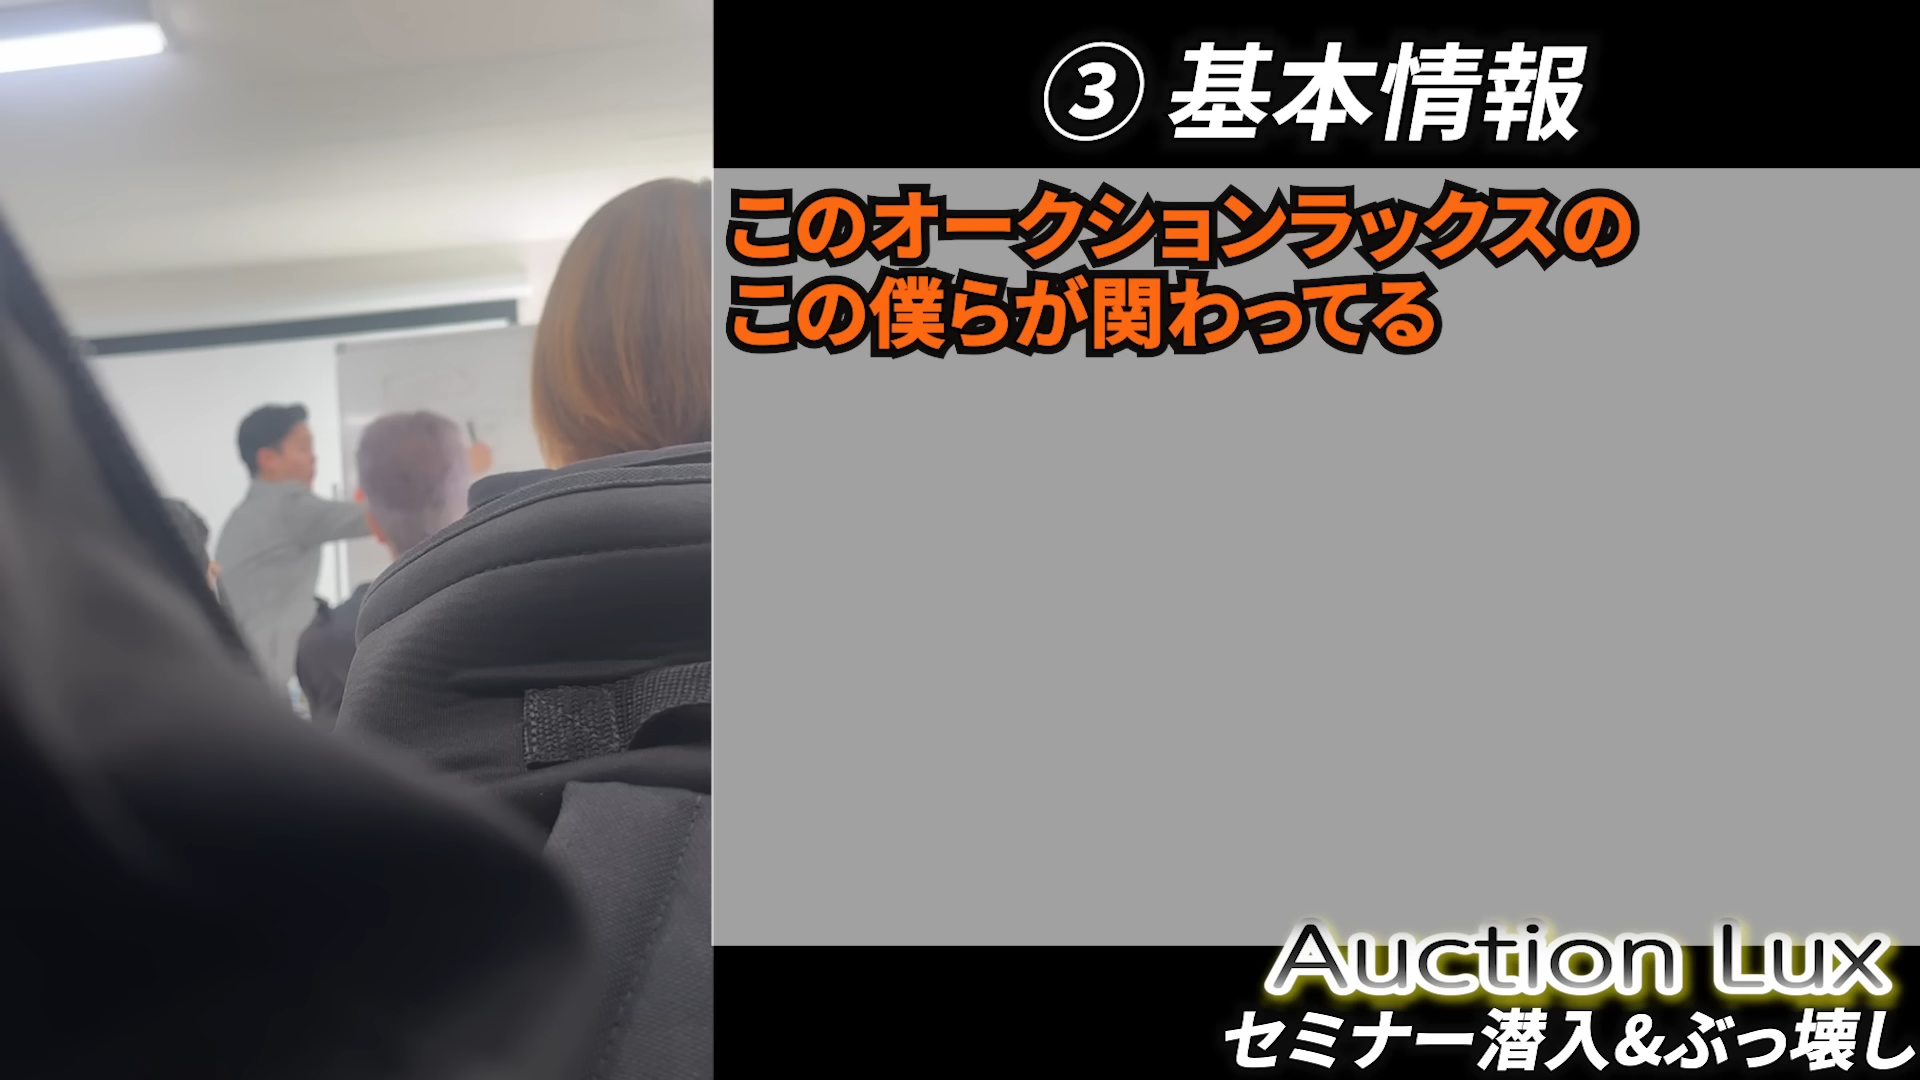 ③ 基本情報
このオークションラックスの
この僕らが関わってる
Auction Lux
セミナー潜入&ぶっ壊し